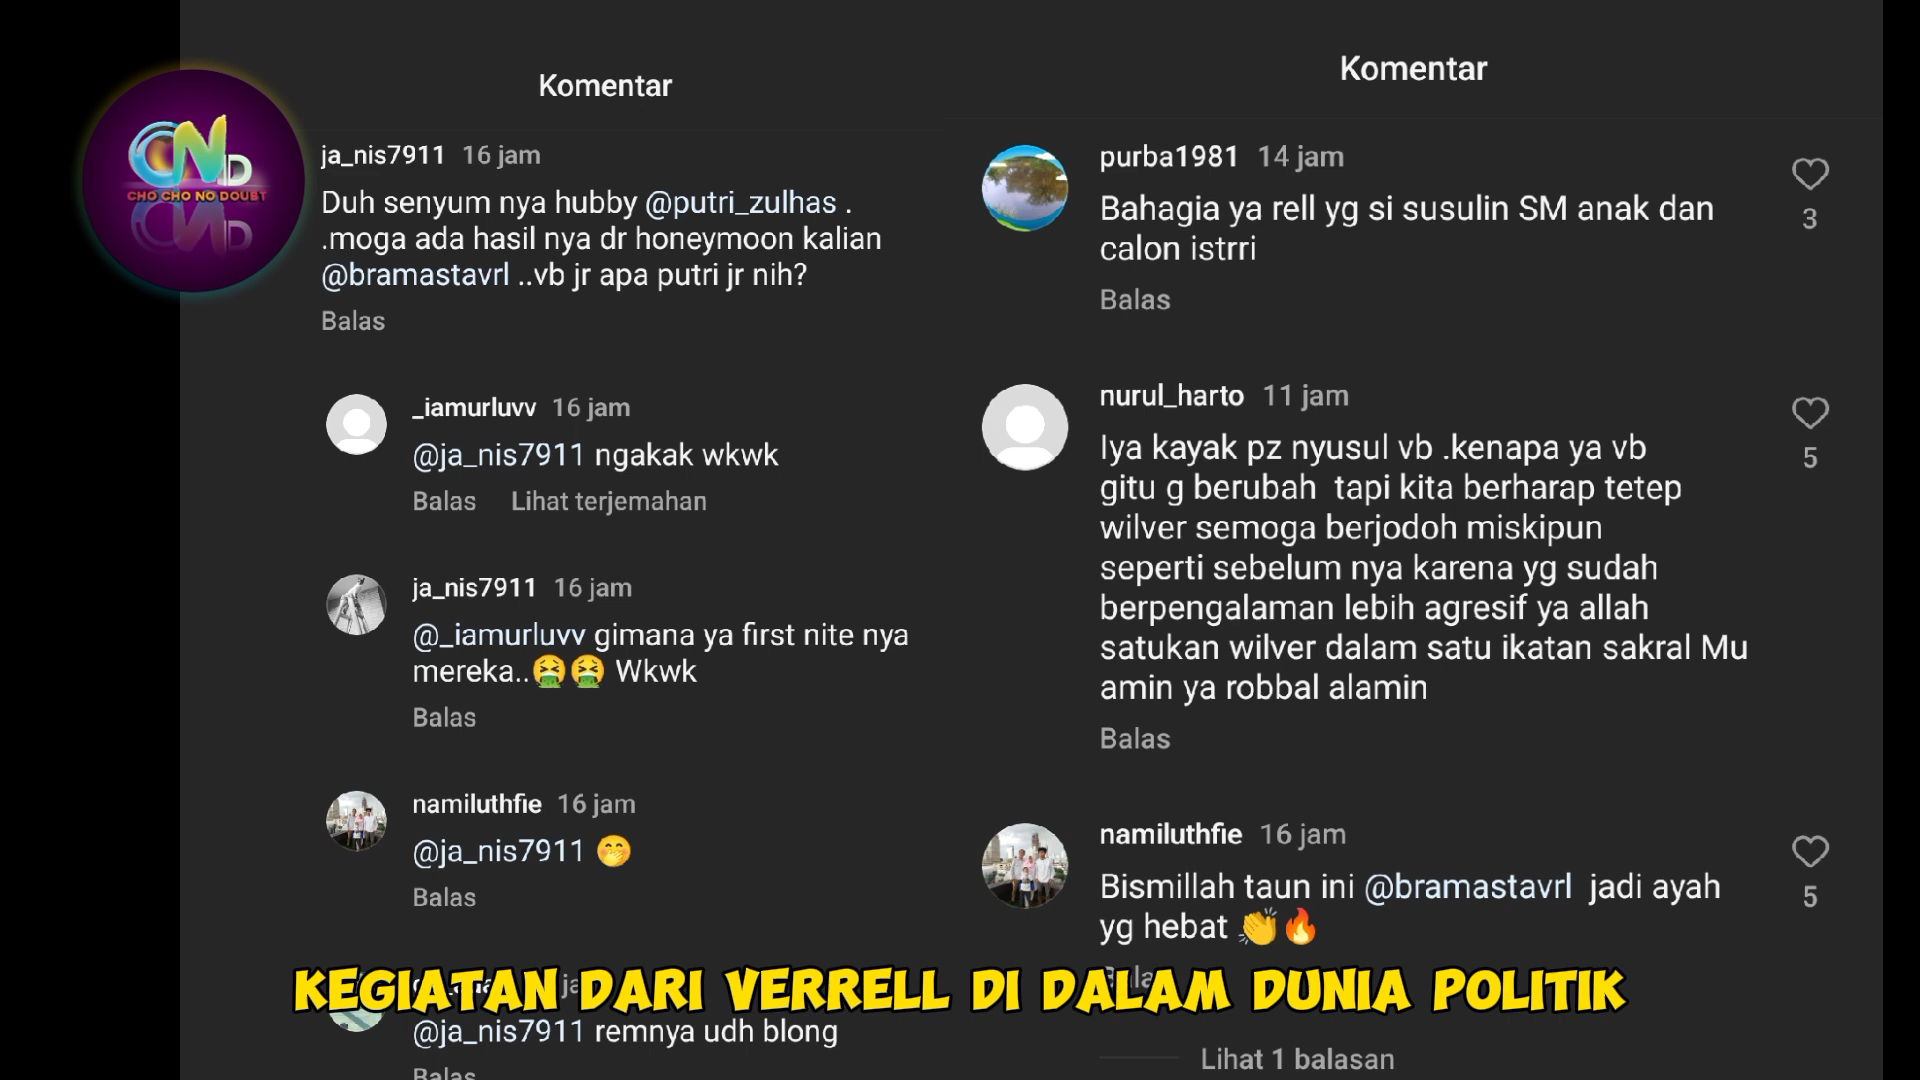 CND
CHO CHO NO DOUBT
Komentar
ja_nis7911 16 jam
Duh senyum nya hubby @putri_zulhas .
.moga ada hasil nya dr honeymoon kalian
@bramastavrl ..vb jr apa putri jr nih?
Balas
_iamurluvv 16 jam
@ja_nis7911 ngakak wkwk
Balas Lihat terjemahan
ja_nis7911 16 jam
@_iamurluvv gimana ya first nite nya
mereka..🤮🤮 Wkwk
Balas
namiluthfie 16 jam
@ja_nis7911 🤭
Balas
@ja_nis7911 remnya udh blong
Balas
Komentar
purba1981 14 jam
Bahagia ya rell yg si susulin SM anak dan
calon istrri
3
Balas
nurul_harto 11 jam
Iya kayak pz nyusul vb .kenapa ya vb
gitu g berubah tapi kita berharap tetep
wilver semoga berjodoh miskipun
seperti sebelum nya karena yg sudah
berpengalaman lebih agresif ya allah
satukan wilver dalam satu ikatan sakral Mu
amin ya robbal alamin
5
Balas
namiluthfie 16 jam
Bismillah taun ini @bramastavrl jadi ayah
yg hebat 👏🔥
5
Balas
Lihat 1 balasan
KEGIATAN DARI VERRELL DI DALAM DUNIA POLITIK